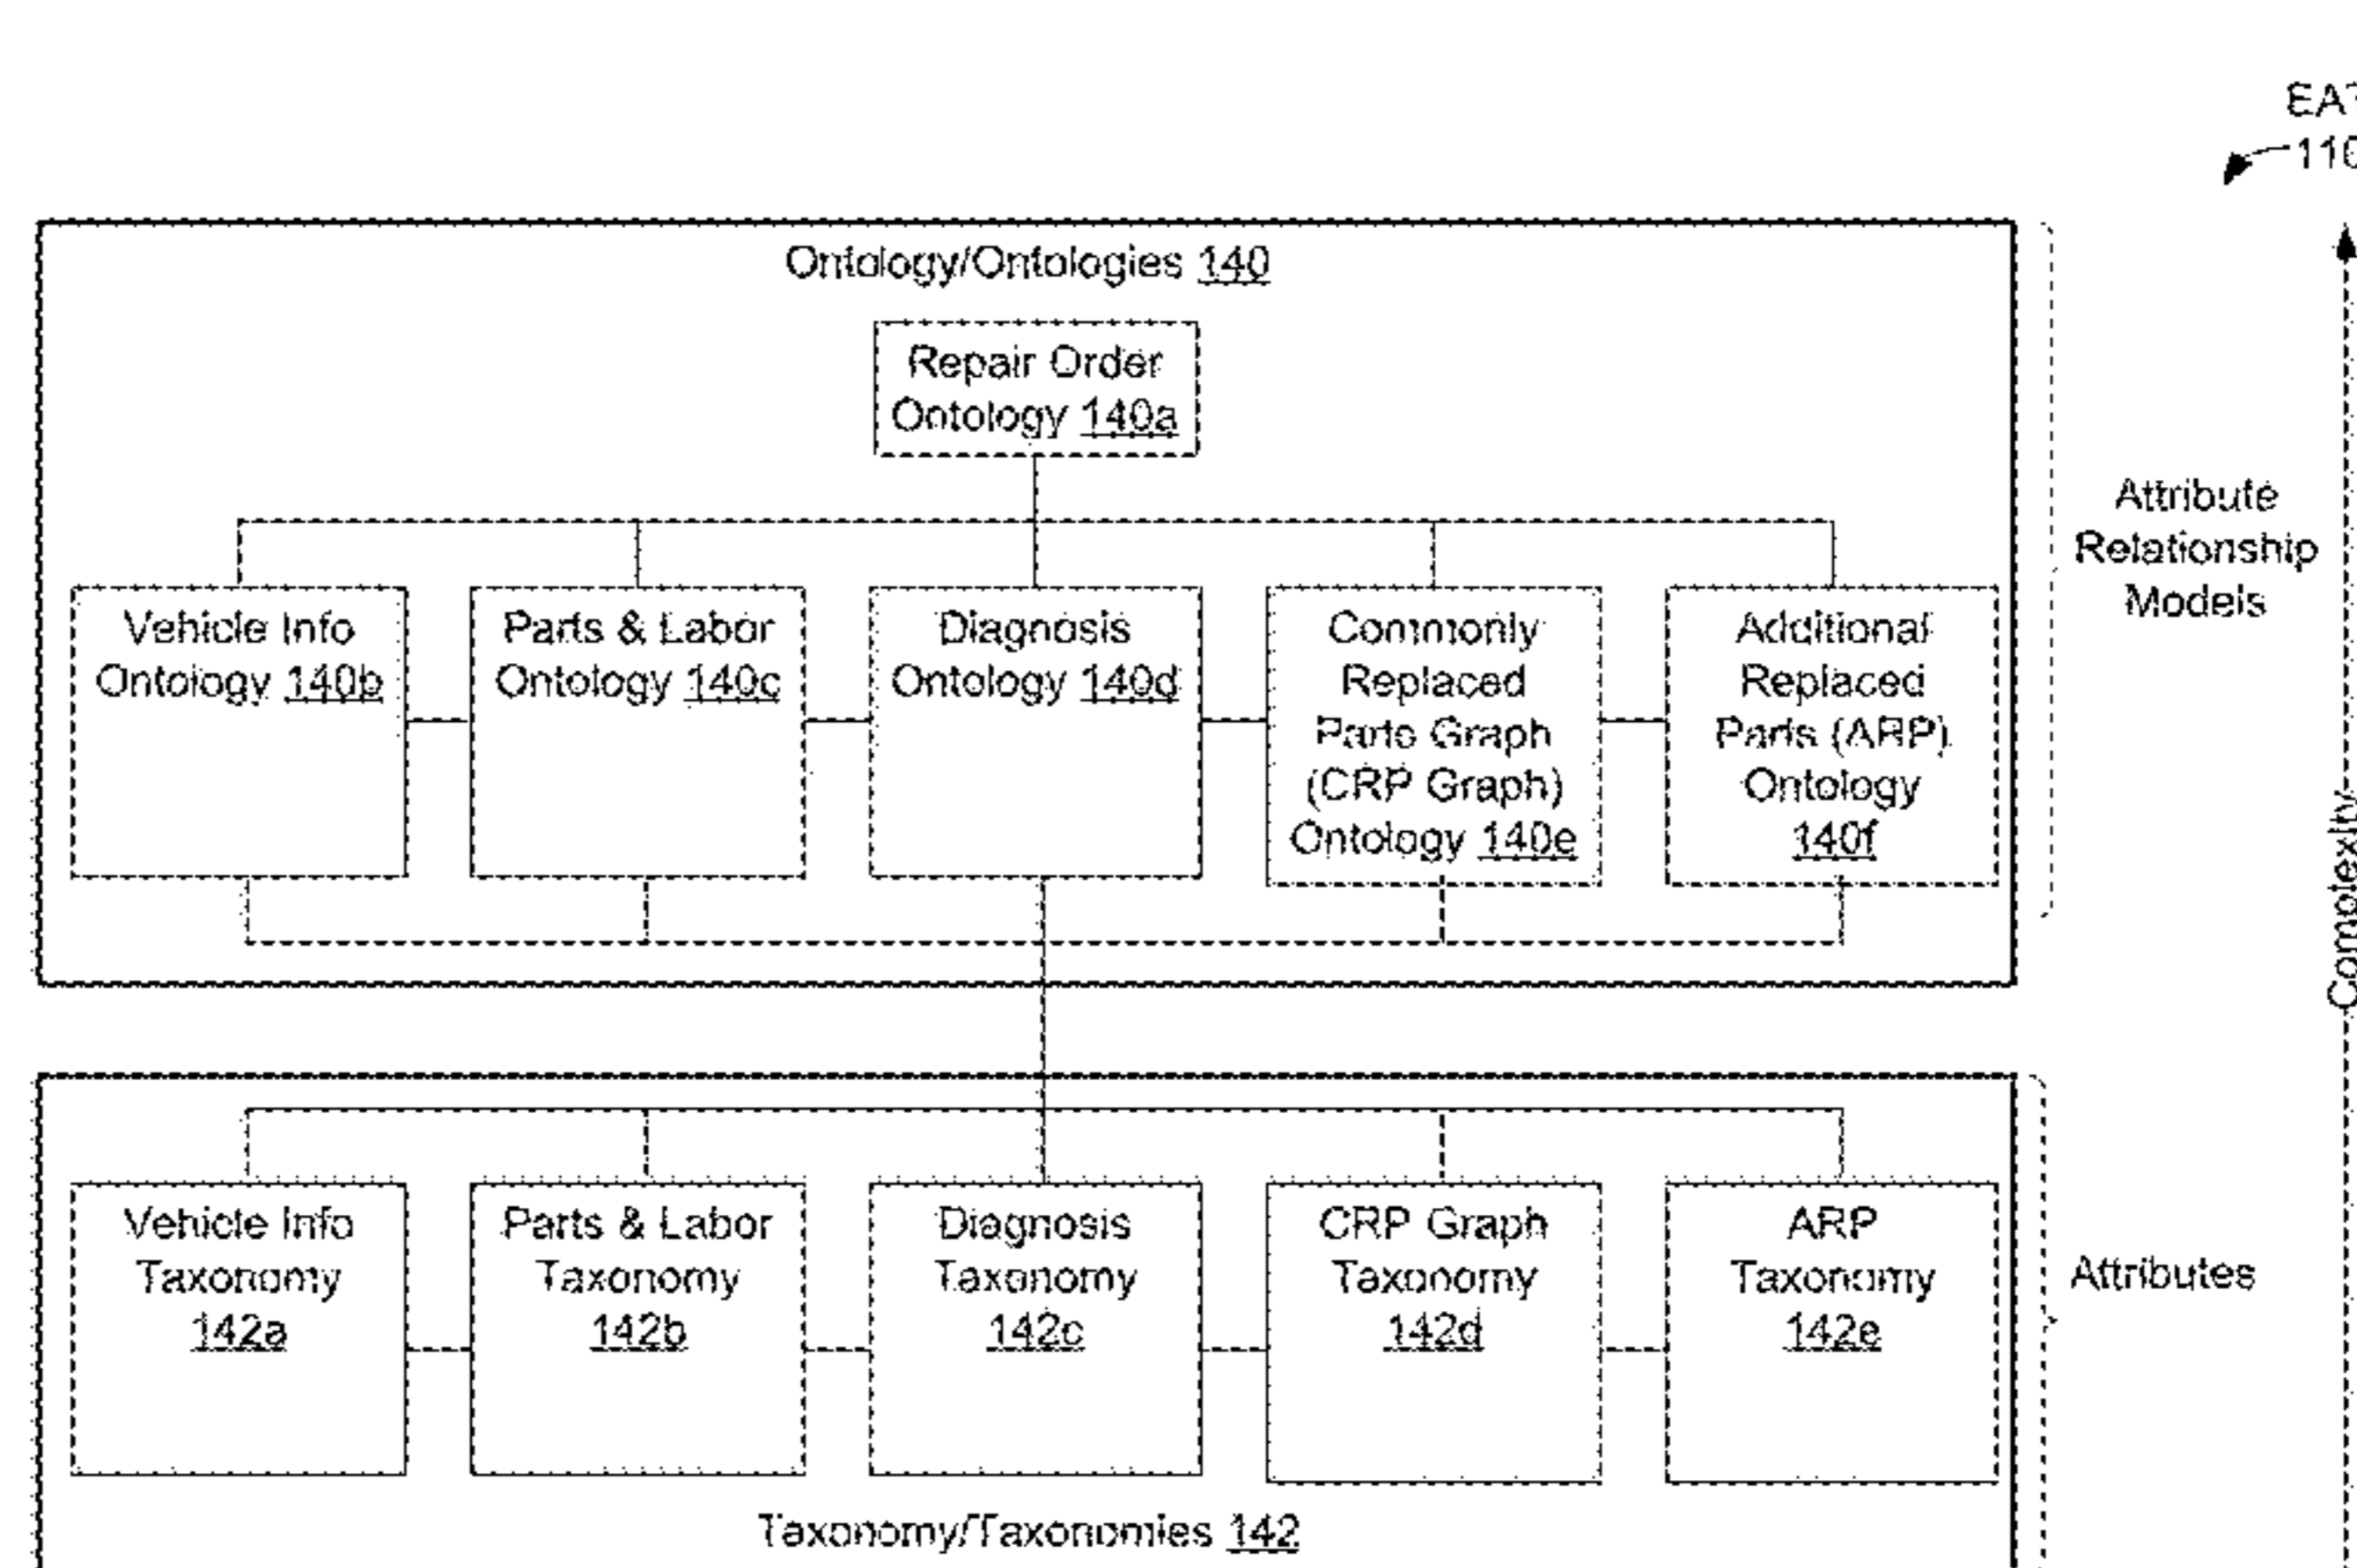 EAT
110
Ontology/Ontologies 140
Repair Order
Ontology 140a
Attribute
Relationship
Models
Vehicle Info
Ontology 140b
Parts & Labor
Ontology 140c
Diagnosis
Ontology 140d
Commonly
Replaced
Parts Graph
(CRP Graph)
Ontology 140e
Additional
Replaced
Parts (ARP)
Ontology
140f
Complexity
Vehicle Info
Taxonomy
142a
Parts & Labor
Taxonomy
142b
Diagnosis
Taxonomy
142c
CRP Graph
Taxonomy
142d
ARP
Taxonomy
142e
Attributes
Taxonomy/Taxonomies 142